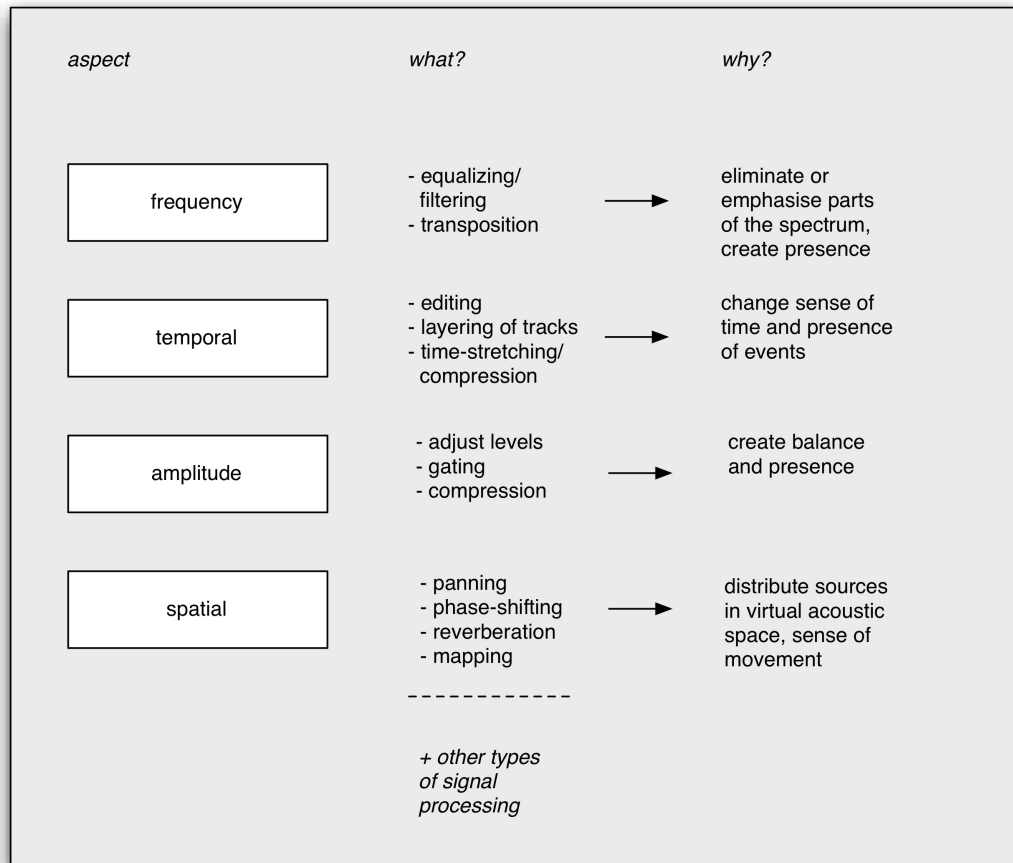 aspect
what?
why?
frequency
- equalizing/
filtering
- transposition
eliminate or
emphasise parts
of the spectrum,
create presence
temporal
- editing
- layering of tracks
- time-stretching/
compression
change sense of
time and presence
of events
amplitude
- adjust levels
- gating
- compression
create balance
and presence
spatial
- panning
- phase-shifting
- reverberation
- mapping
distribute sources
in virtual acoustic
space, sense of
movement
+ other types
of signal
processing